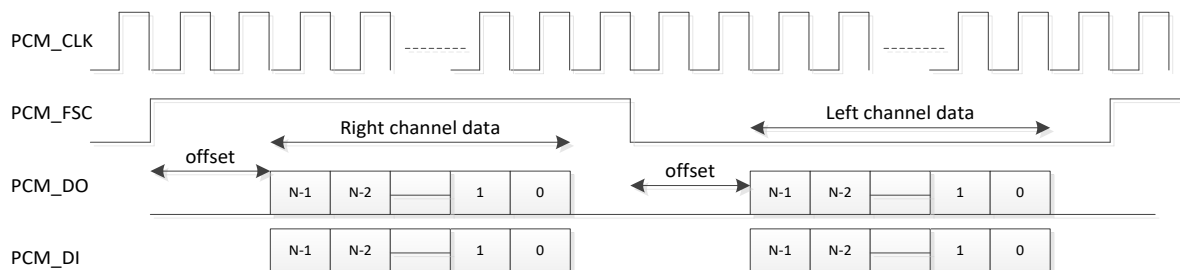 PCM_CLK
PCM_FSC
Right channel data
Left channel data
offset
offset
PCM_DO
N-1 N-2 1 0 N-1 N-2 1 0
PCM_DI
N-1 N-2 1 0 N-1 N-2 1 0